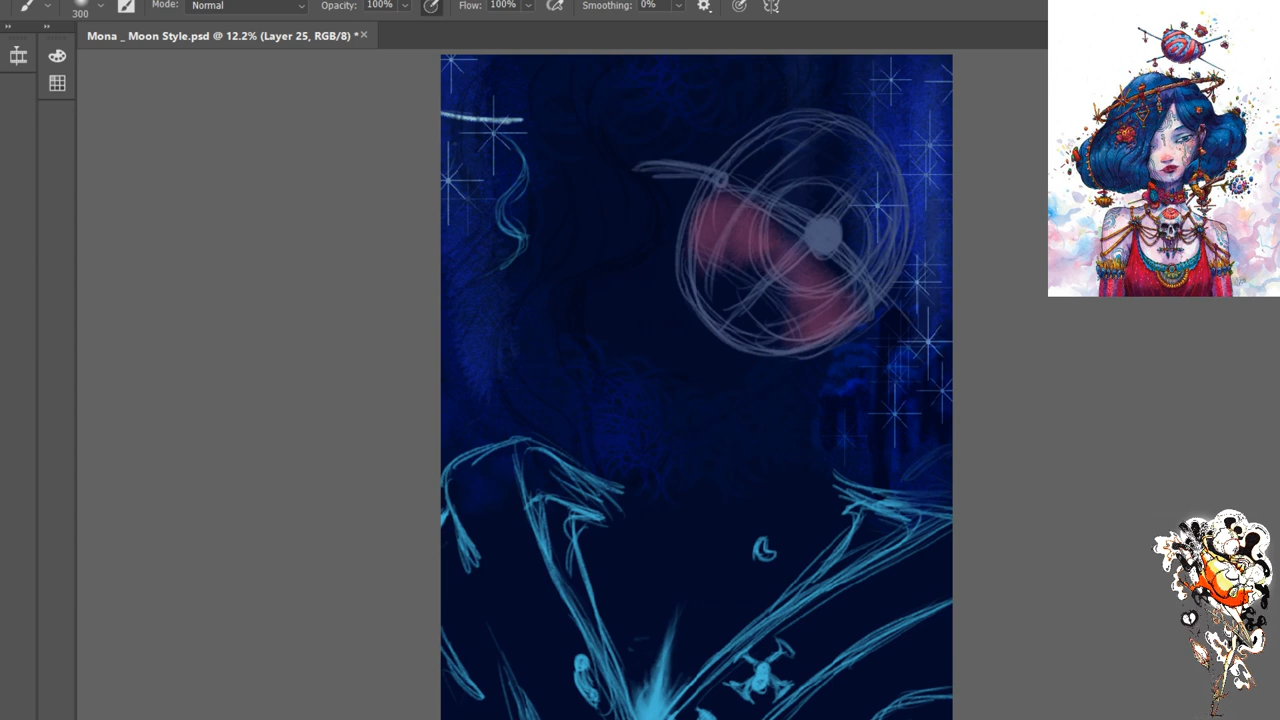 Mode: Normal Opacity: 100% Flow: 100% Smoothing: 0%
300
Mona _ Moon Style.psd @ 12.2% (Layer 25, RGB/8) *